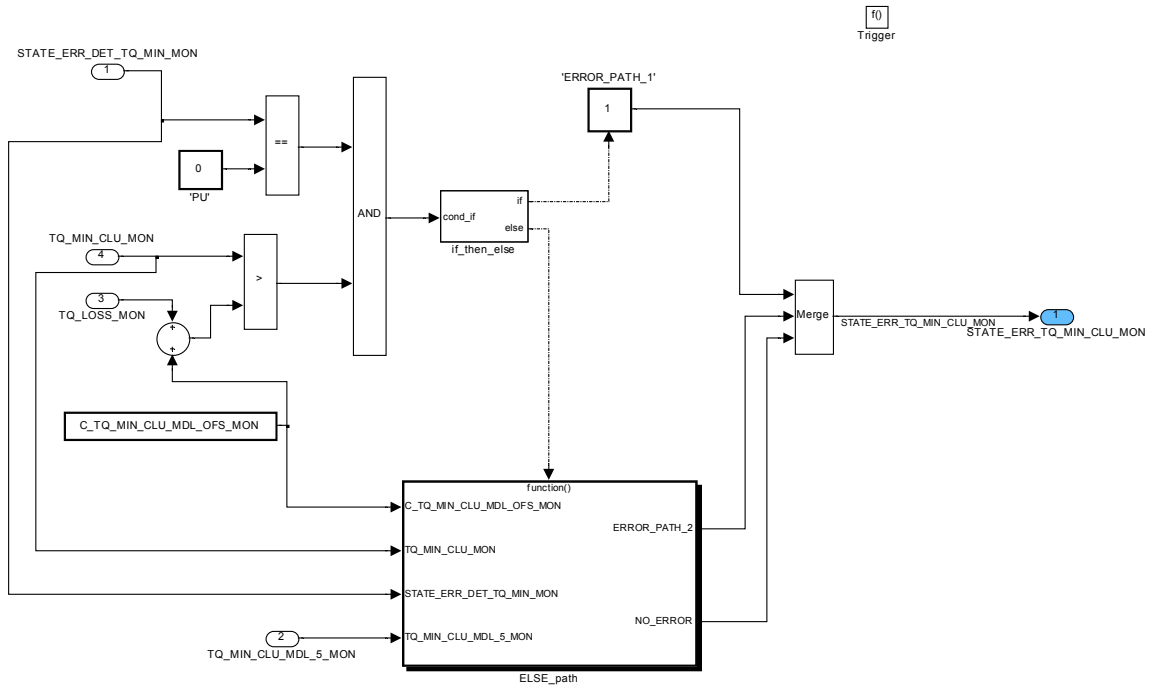 f()
Trigger
STATE_ERR_DET_TQ_MIN_MON
1
'ERROR_PATH_1'
1
==
0
'PU'
AND
if
cond_if
else
if_then_else
TQ_MIN_CLU_MON
4
>
3
TQ_LOSS_MON
+
+
Merge
STATE_ERR_TQ_MIN_CLU_MON
1
STATE_ERR_TQ_MIN_CLU_MON
C_TQ_MIN_CLU_MDL_OFS_MON
function()
C_TQ_MIN_CLU_MDL_OFS_MON
ERROR_PATH_2
TQ_MIN_CLU_MON
STATE_ERR_DET_TQ_MIN_MON
NO_ERROR
2
TQ_MIN_CLU_MDL_5_MON
TQ_MIN_CLU_MDL_5_MON
ELSE_path